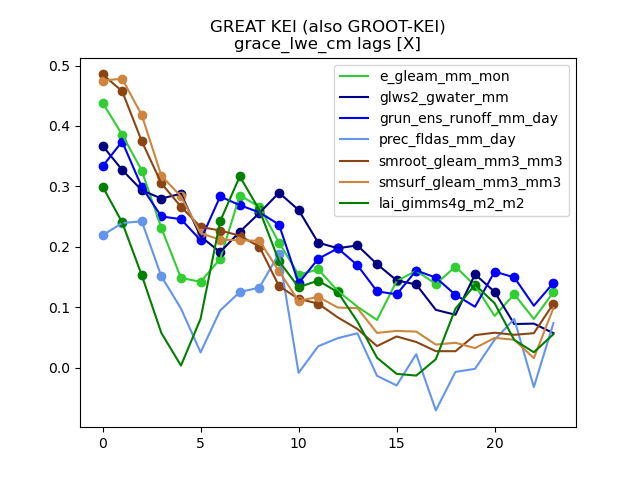 GREAT KEI (also GROOT-KEI)
grace_lwe_cm lags [X]
0.5
0.4
0.3
0.2
0.1
0.0
0
5
10
15
20
e_gleam_mm_mon
glws2_gwater_mm
grun_ens_runoff_mm_day
prec_fldas_mm_day
smroot_gleam_mm3_mm3
smsurf_gleam_mm3_mm3
lai_gimms4g_m2_m2